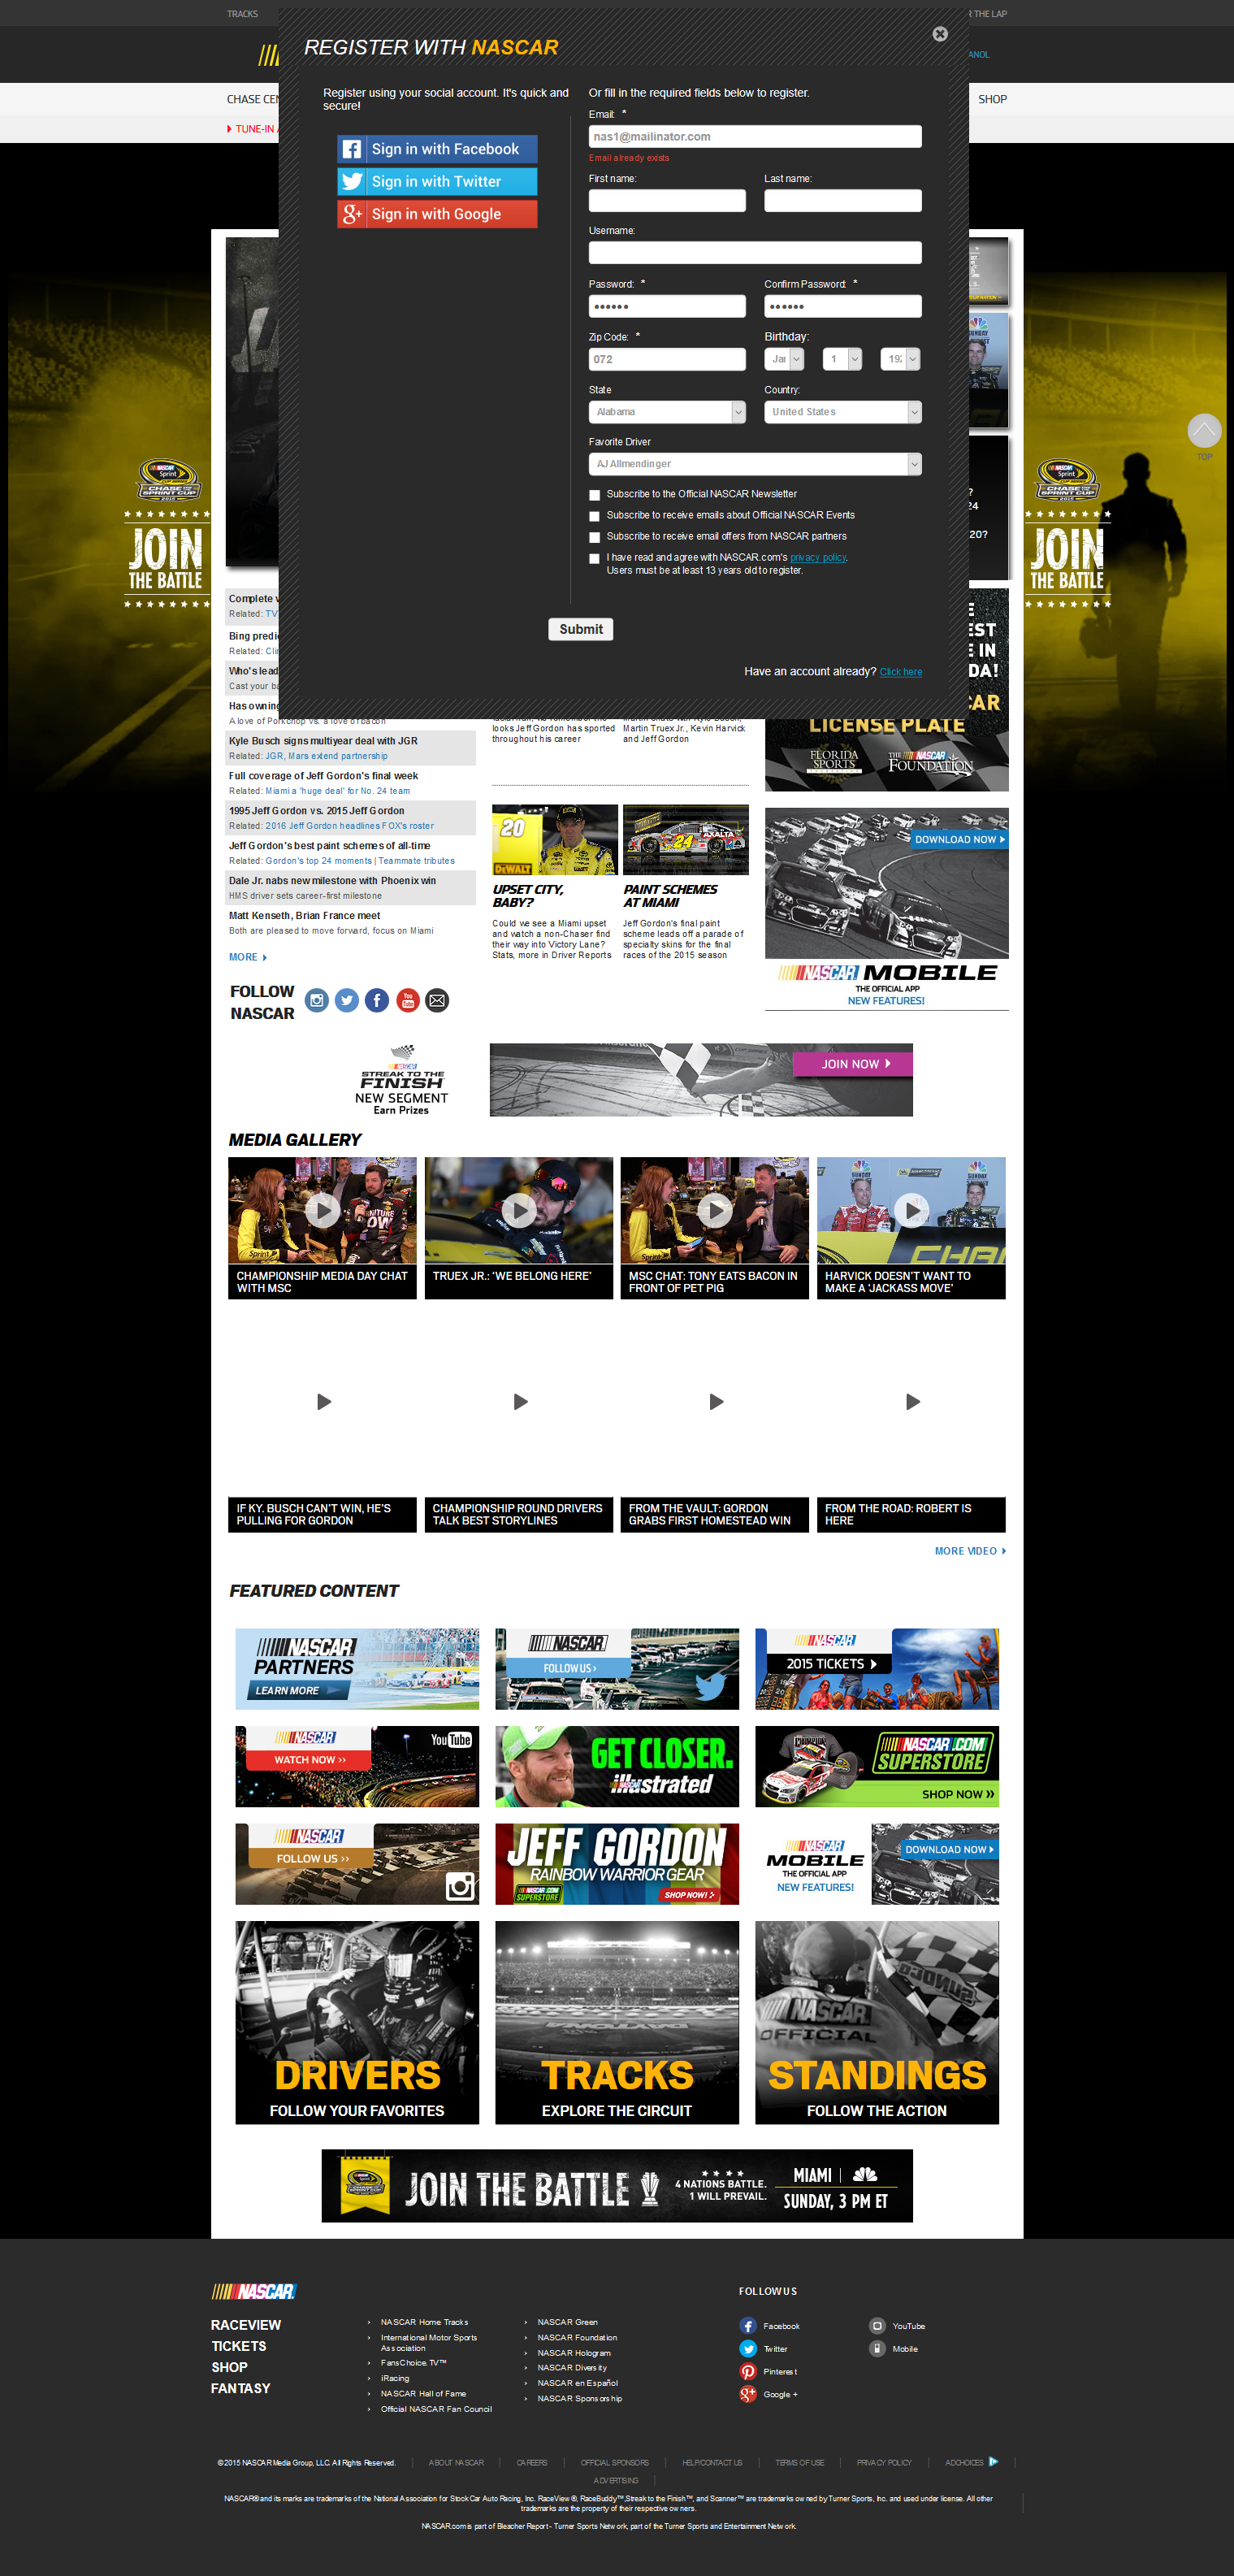 TRACKS
R THE LAP
REGISTER WITH NASCAR
ANOL
CHASE CEN
SHOP
TUNE-IN
Register using your social account. It's quick and
secure!
Sign in with Facebook
Sign in with Twitter
Sign in with Google
Or fill in the required fields below to register.
Email: *
nas1@mailinator.com
Email already exists
First name:
Last name:
Username:
Password: *
Confirm Password: *
Zip Code: *
Birthday:
072
Jan
1
192
State
Country:
Alabama
United States
Favorite Driver
AJ Allmendinger
Subscribe to the Official NASCAR Newsletter
Subscribe to receive emails about Official NASCAR Events
Subscribe to receive email offers from NASCAR partners
I have read and agree with NASCAR.com's privacy policy.
Users must be at least 13 years old to register.
Submit
Have an account already? Click here
TOP
JOIN
THE BATTLE
JOIN
THE BATTLE
?
24
20?
Complete v
Related: TV
Bing predi
Related: Cli
Who's lead
Cast your ba
Has owning
A love of Porkchop vs. a love of bacon
Kyle Busch signs multiyear deal with JGR
Related: JGR, Mars extend partnership
Full coverage of Jeff Gordon's final week
Related: Miami a 'huge deal' for No. 24 team
1995 Jeff Gordon vs. 2015 Jeff Gordon
Related: 2016 Jeff Gordon headlines FOX's roster
Jeff Gordon's best paint schemes of all-time
Related: Gordon's top 24 moments | Teammate tributes
Dale Jr. nabs new milestone with Phoenix win
HMS driver sets career-first milestone
Matt Kenseth, Brian France meet
Both are pleased to move forward, focus on Miami
MORE
looks Jeff Gordon has sported
throughout his career
Martin Truex Jr., Kevin Harvick
and Jeff Gordon
UPSET CITY,
BABY?
Could we see a Miami upset
and watch a non-Chaser find
their way into Victory Lane?
Stats, more in Driver Reports
PAINT SCHEMES
AT MIAMI
Jeff Gordon's final paint
scheme leads off a parade of
specialty skins for the final
races of the 2015 season
E
EST
E IN
DA!
CAR
LICENSE PLATE
FLORIDA
SPORTS
THE NASCAR
FOUNDATION
DOWNLOAD NOW
NASCAR MOBILE
THE OFFICIAL APP
NEW FEATURES!
FOLLOW
NASCAR
NASCAR
STREAK TO THE
FINISH
NEW SEGMENT
Earn Prizes
JOIN NOW
MEDIA GALLERY
CHAMPIONSHIP MEDIA DAY CHAT
WITH MSC
TRUEX JR.: 'WE BELONG HERE'
MSC CHAT: TONY EATS BACON IN
FRONT OF PET PIG
HARVICK DOESN'T WANT TO
MAKE A 'JACKASS MOVE'
IF KY. BUSCH CAN'T WIN, HE'S
PULLING FOR GORDON
CHAMPIONSHIP ROUND DRIVERS
TALK BEST STORYLINES
FROM THE VAULT: GORDON
GRABS FIRST HOMESTEAD WIN
FROM THE ROAD: ROBERT IS
HERE
MORE VIDEO
FEATURED CONTENT
NASCAR
PARTNERS
LEARN MORE
NASCAR
FOLLOW US ›
NASCAR
2015 TICKETS
NASCAR
WATCH NOW ››
YouTube
GET CLOSER.
NASCAR illustrated
NASCAR.COM
SUPERSTORE
SHOP NOW
NASCAR
FOLLOW US ››
JEFF GORDON
RAINBOW WARRIOR GEAR
NASCAR.COM
SUPERSTORE
SHOP NOW!
NASCAR
MOBILE
THE OFFICIAL APP
NEW FEATURES!
DOWNLOAD NOW
DRIVERS
FOLLOW YOUR FAVORITES
DAYTONA
TRACKS
EXPLORE THE CIRCUIT
SUNOCO
NASCAR
OFFICIAL
STANDINGS
FOLLOW THE ACTION
JOIN THE BATTLE
4 NATIONS BATTLE.
1 WILL PREVAIL.
MIAMI
SUNDAY, 3 PM ET
NASCAR
RACEVIEW
TICKETS
SHOP
FANTASY
NASCAR Home Tracks
International Motor Sports
Association
FansChoice.TV™
iRacing
NASCAR Hall of Fame
Official NASCAR Fan Council
NASCAR Green
NASCAR Foundation
NASCAR Hologram
NASCAR Diversity
NASCAR en Español
NASCAR Sponsorship
FOLLOW US
Facebook
Twitter
Pinterest
Google +
YouTube
Mobile
© 2015 NASCAR Media Group, LLC. All Rights Reserved.
ABOUT NASCAR
CAREERS
OFFICIAL SPONSORS
HELP/CONTACT US
TERMS OF USE
PRIVACY POLICY
ADCHOICES
ADVERTISING
NASCAR® and its marks are trademarks of the National Association for Stock Car Auto Racing, Inc. RaceView ®, RaceBuddy™, Streak to the Finish™, and Scanner™ are trademarks owned by Turner Sports, Inc. and used under license. All other
trademarks are the property of their respective owners.
NASCAR.com is part of Bleacher Report - Turner Sports Network, part of the Turner Sports and Entertainment Network.